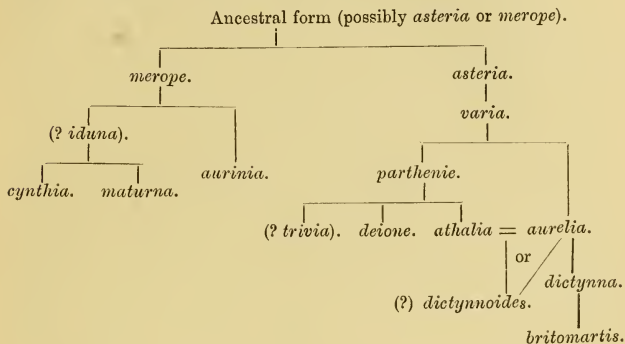 Ancestral form (possibly asteria or merope).
merope. asteria.
(? iduna). varia.
cynthia. maturna. aurinia. parthenie.
(? trivia). deione. athalia = aurelia.
or
dictynna.
(?) dictynnoides.
britomartis.